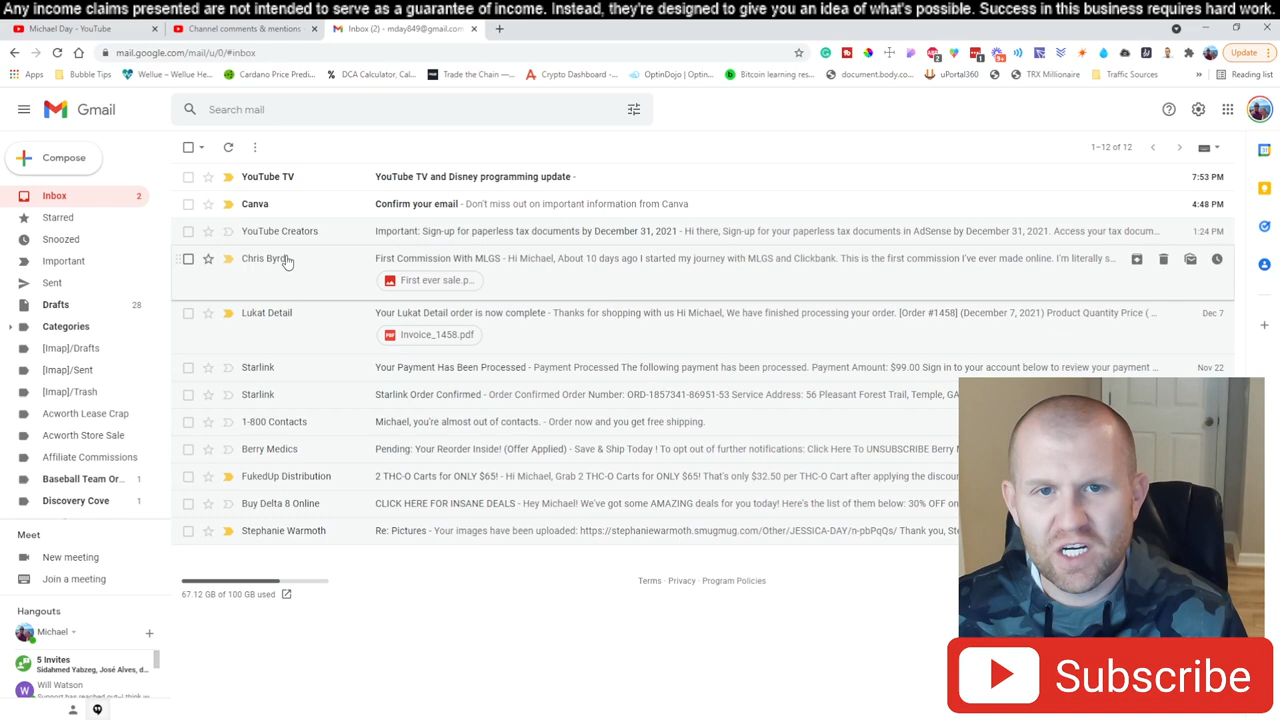 Any income claims presented are not intended to serve as a guarantee of income. Instead, they're designed to give you an idea of what's possible. Success in this business requires hard work.
Michael Day - YouTube
Channel comments & mentions
Inbox (2) - mday849@gmail.com
mail.google.com/mail/u/0/#inbox
Update
Apps
Bubble Tips
Wellue – Wellue He...
Cardano Price Predi...
DCA Calculator, Cal...
Trade the Chain —...
Crypto Dashboard -...
OptinDojo | Optin...
Bitcoin learning res...
document.body.co...
uPortal360
TRX Millionaire
Traffic Sources
»
Reading list
Gmail
Search mail
Compose
1–12 of 12
Inbox 2
Starred
Snoozed
Important
Sent
Drafts 28
Categories
[Imap]/Drafts
[Imap]/Sent
[Imap]/Trash
Acworth Lease Crap
Acworth Store Sale
Affiliate Commissions
Baseball Team Or... 1
Discovery Cove 1
YouTube TV YouTube TV and Disney programming update - 7:53 PM
Canva Confirm your email - Don't miss out on important information from Canva 4:48 PM
YouTube Creators Important: Sign-up for paperless tax documents by December 31, 2021 - Hi there, Sign-up for your paperless tax documents in AdSense by December 31, 2021. Access your tax docum... 1:24 PM
Chris Byrd First Commission With MLGS - Hi Michael, About 10 days ago I started my journey with MLGS and Clickbank. This is the first commission I've ever made online. I'm literally s...
First ever sale.p...
Lukat Detail Your Lukat Detail order is now complete - Thanks for shopping with us Hi Michael, We have finished processing your order. [Order #1458] (December 7, 2021) Product Quantity Price ( ... Dec 7
Invoice_1458.pdf
Starlink Your Payment Has Been Processed - Payment Processed The following payment has been processed. Payment Amount: $99.00 Sign in to your account below to review your payment ... Nov 22
Starlink Starlink Order Confirmed - Order Confirmed Order Number: ORD-1857341-86951-53 Service Address: 56 Pleasant Forest Trail, Temple, GA
1-800 Contacts Michael, you're almost out of contacts. - Order now and you get free shipping.
Berry Medics Pending: Your Reorder Inside! (Offer Applied) - Save & Ship Today ! To opt out of further notifications: Click Here To UNSUBSCRIBE Berry M
FukedUp Distribution 2 THC-O Carts for ONLY $65! - Hi Michael, Grab 2 THC-O Carts for ONLY $65! That's only $32.50 per THC-O Cart after applying the discou
Buy Delta 8 Online CLICK HERE FOR INSANE DEALS - Hey Michael! We've got some AMAZING deals for you today! Here's the list of them below: 30% OFF on
Stephanie Warmoth Re: Pictures - Your images have been uploaded: https://stephaniewarmoth.smugmug.com/Other/JESSICA-DAY/n-pbPqQs/ Thank you, Ste
67.12 GB of 100 GB used
Terms · Privacy · Program Policies
Meet
New meeting
Join a meeting
Hangouts
Michael
5 Invites
Sidahmed Yabzeg, José Alves, d...
Will Watson
Support has reached out--I think w
Subscribe